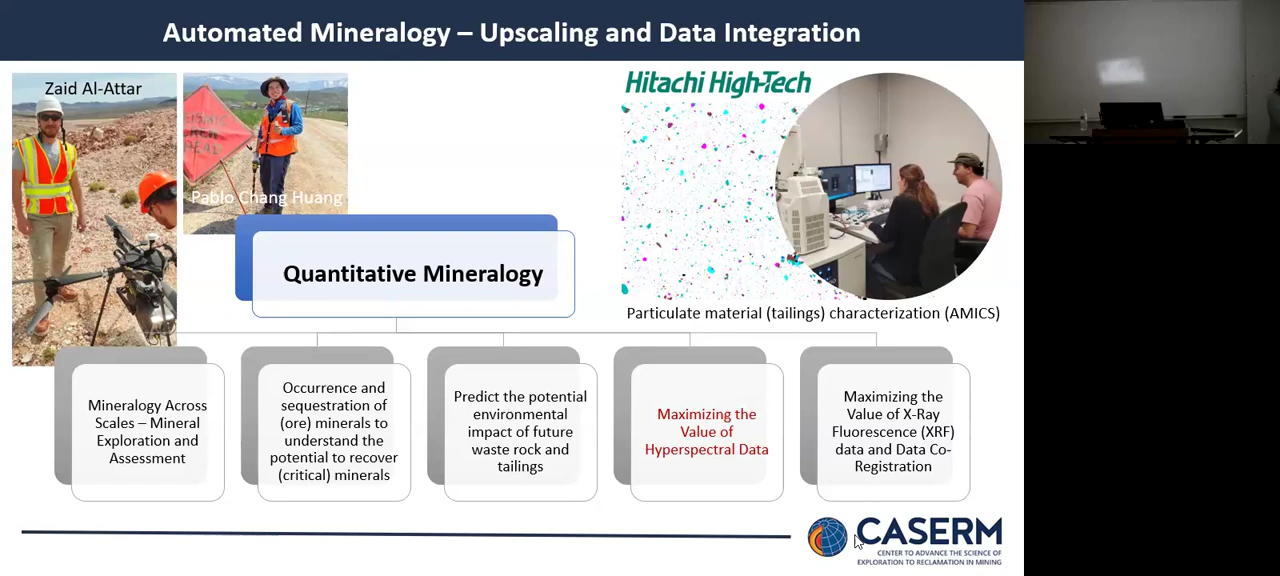 Automated Mineralogy – Upscaling and Data Integration
Zaid Al-Attar
Pablo Chang Huang
Hitachi High-Tech
Particulate material (tailings) characterization (AMICS)
Quantitative Mineralogy
Mineralogy Across
Scales – Mineral
Exploration and
Assessment
Occurrence and
sequestration of
(ore) minerals to
understand the
potential to recover
(critical) minerals
Predict the potential
environmental
impact of future
waste rock and
tailings
Maximizing the
Value of
Hyperspectral Data
Maximizing the
Value of X-Ray
Fluorescence (XRF)
data and Data Co-
Registration
CASERM
CENTER TO ADVANCE THE SCIENCE OF
EXPLORATION TO RECLAMATION IN MINING